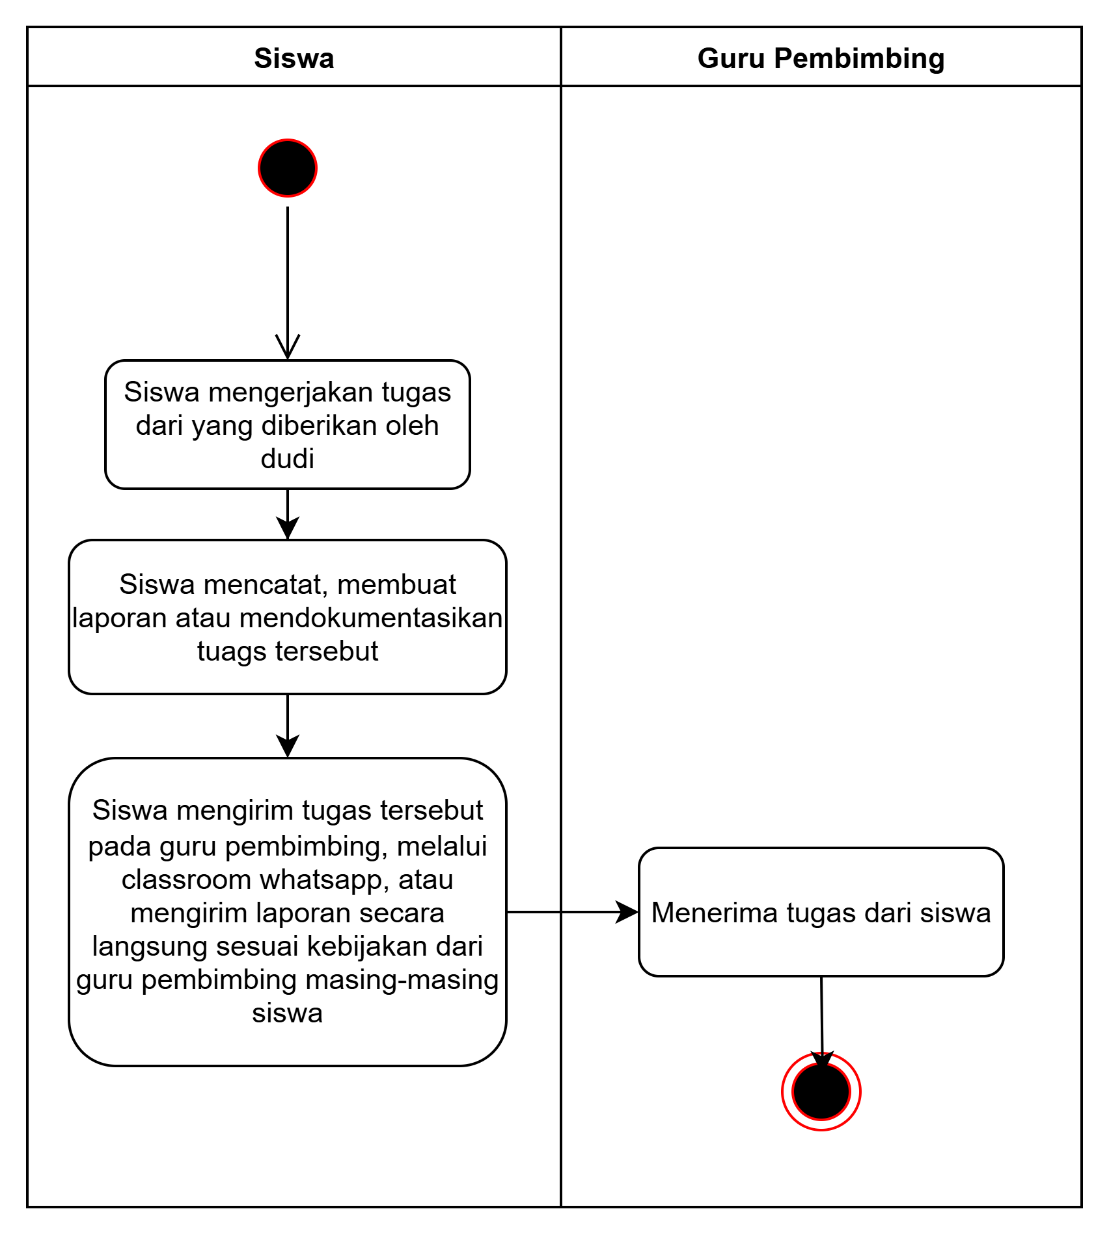 Siswa
Guru Pembimbing
Siswa mengerjakan tugas
dari yang diberikan oleh
dudi
Siswa mencatat, membuat
laporan atau mendokumentasikan
tuags tersebut
Siswa mengirim tugas tersebut
pada guru pembimbing, melalui
classroom whatsapp, atau
mengirim laporan secara
langsung sesuai kebijakan dari
guru pembimbing masing-masing
siswa
Menerima tugas dari siswa